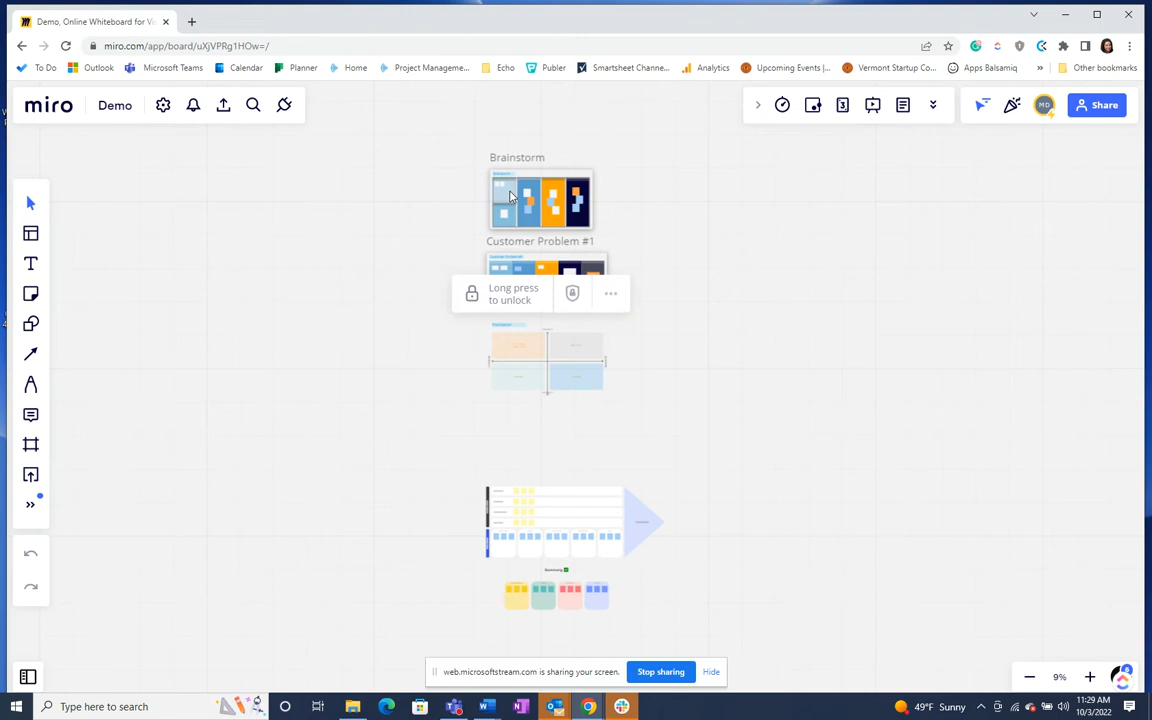 Demo, Online Whiteboard for Vi
miro.com/app/board/uXjVPRg1HOw=/
To Do
Outlook
Microsoft Teams
Calendar
Planner
Home
Project Manageme...
Echo
Publer
Smartsheet Channe...
Analytics
Upcoming Events |...
Vermont Startup Co...
Apps Balsamiq
Other bookmarks
miro
Demo
3
MD
Share
Brainstorm
Customer Problem #1
Long press
to unlock
Summary
web.microsoftstream.com is sharing your screen.
Stop sharing
Hide
9%
Type here to search
49°F Sunny
11:29 AM
10/3/2022